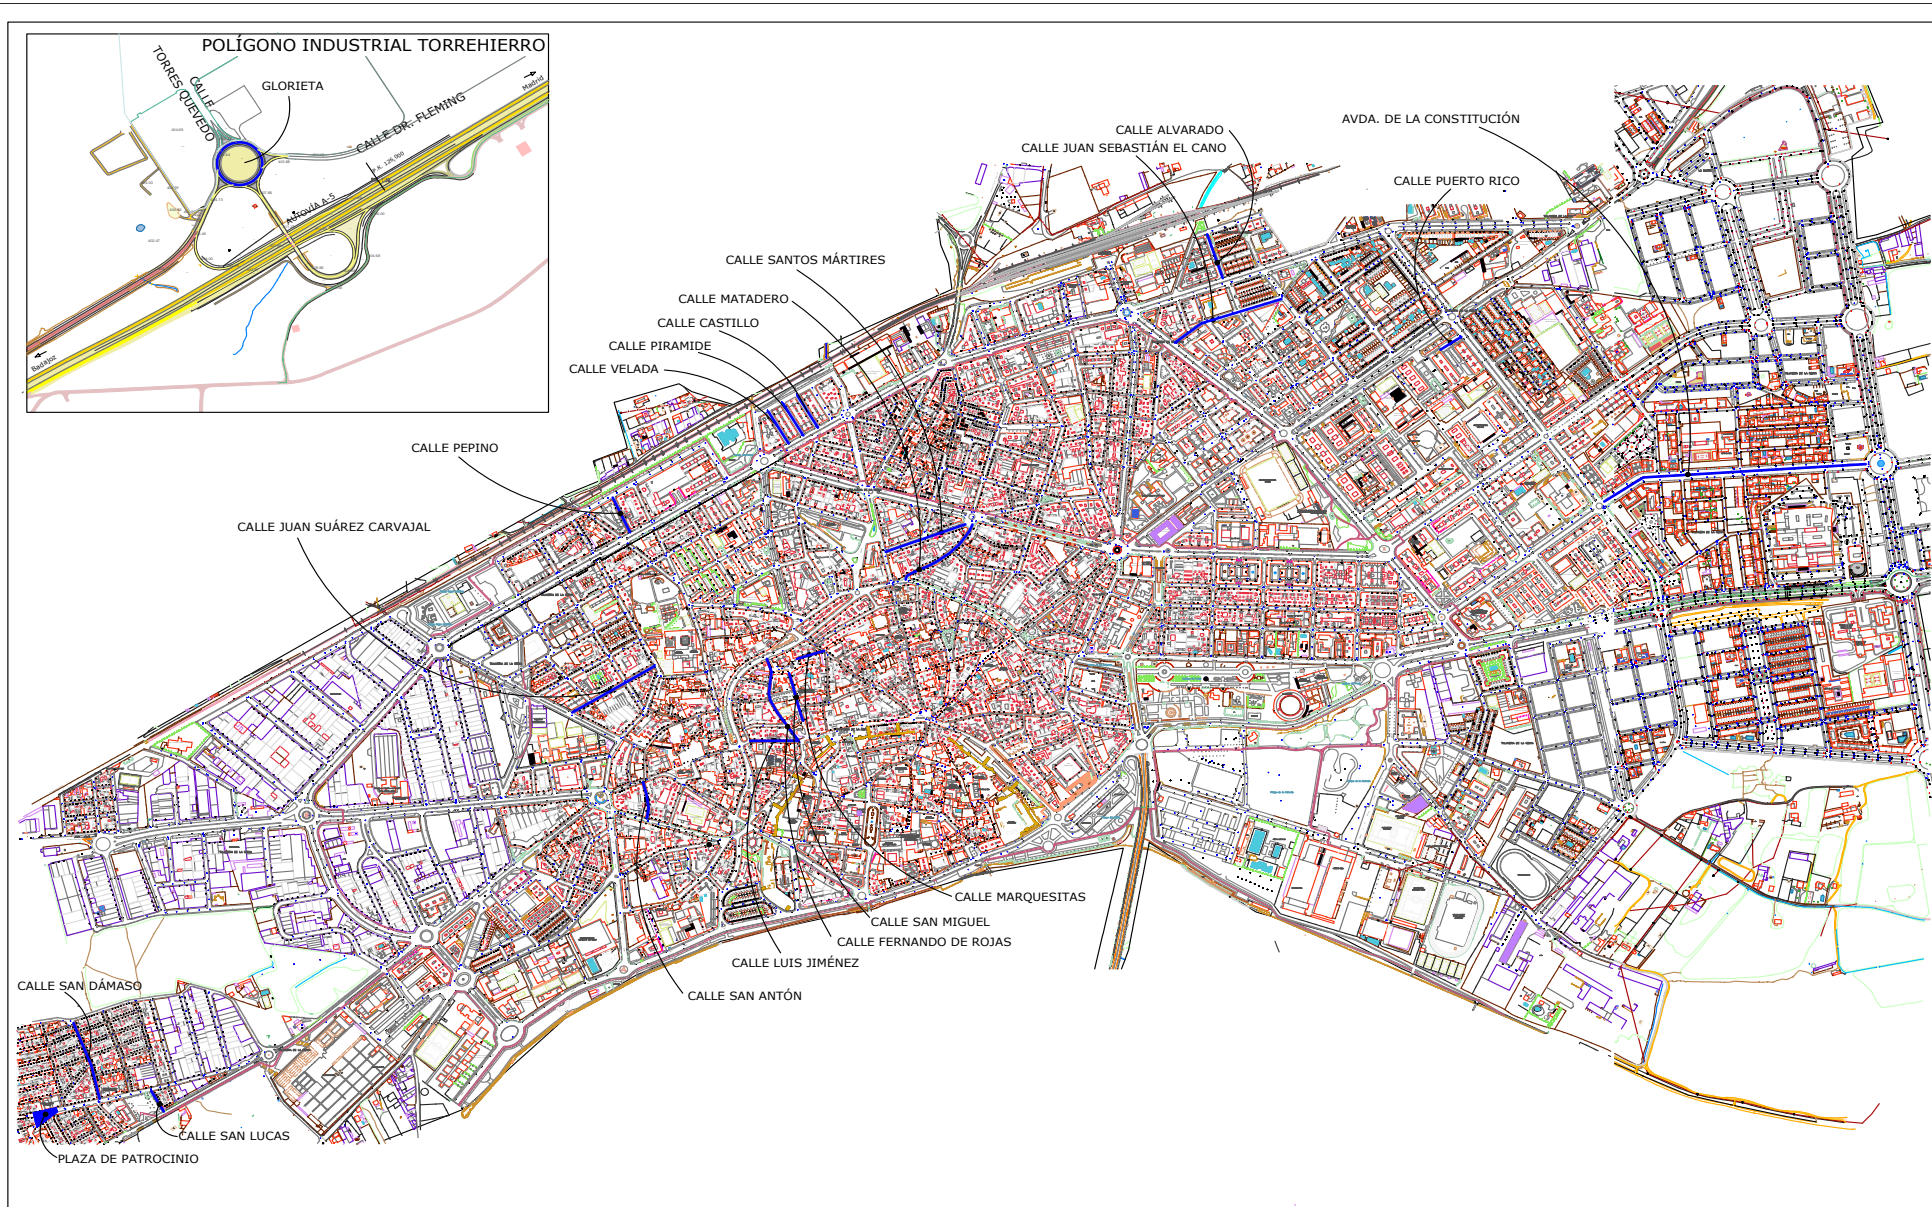 POLÍGONO INDUSTRIAL TORREHIERRO
CALLE
TORRES QUEVEDO
GLORIETA
CALLE DR. FLEMING
Madrid
P.K. 126,900
AUTOVÍA A-5
Badajoz
AVDA. DE LA CONSTITUCIÓN
CALLE ALVARADO
CALLE JUAN SEBASTIÁN EL CANO
CALLE PUERTO RICO
CALLE SANTOS MÁRTIRES
CALLE MATADERO
CALLE CASTILLO
CALLE PIRAMIDE
CALLE VELADA
CALLE PEPINO
CALLE JUAN SUÁREZ CARVAJAL
CALLE MARQUESITAS
CALLE SAN MIGUEL
CALLE FERNANDO DE ROJAS
CALLE LUIS JIMÉNEZ
CALLE SAN ANTÓN
CALLE SAN DÁMASO
CALLE SAN LUCAS
PLAZA DE PATROCINIO